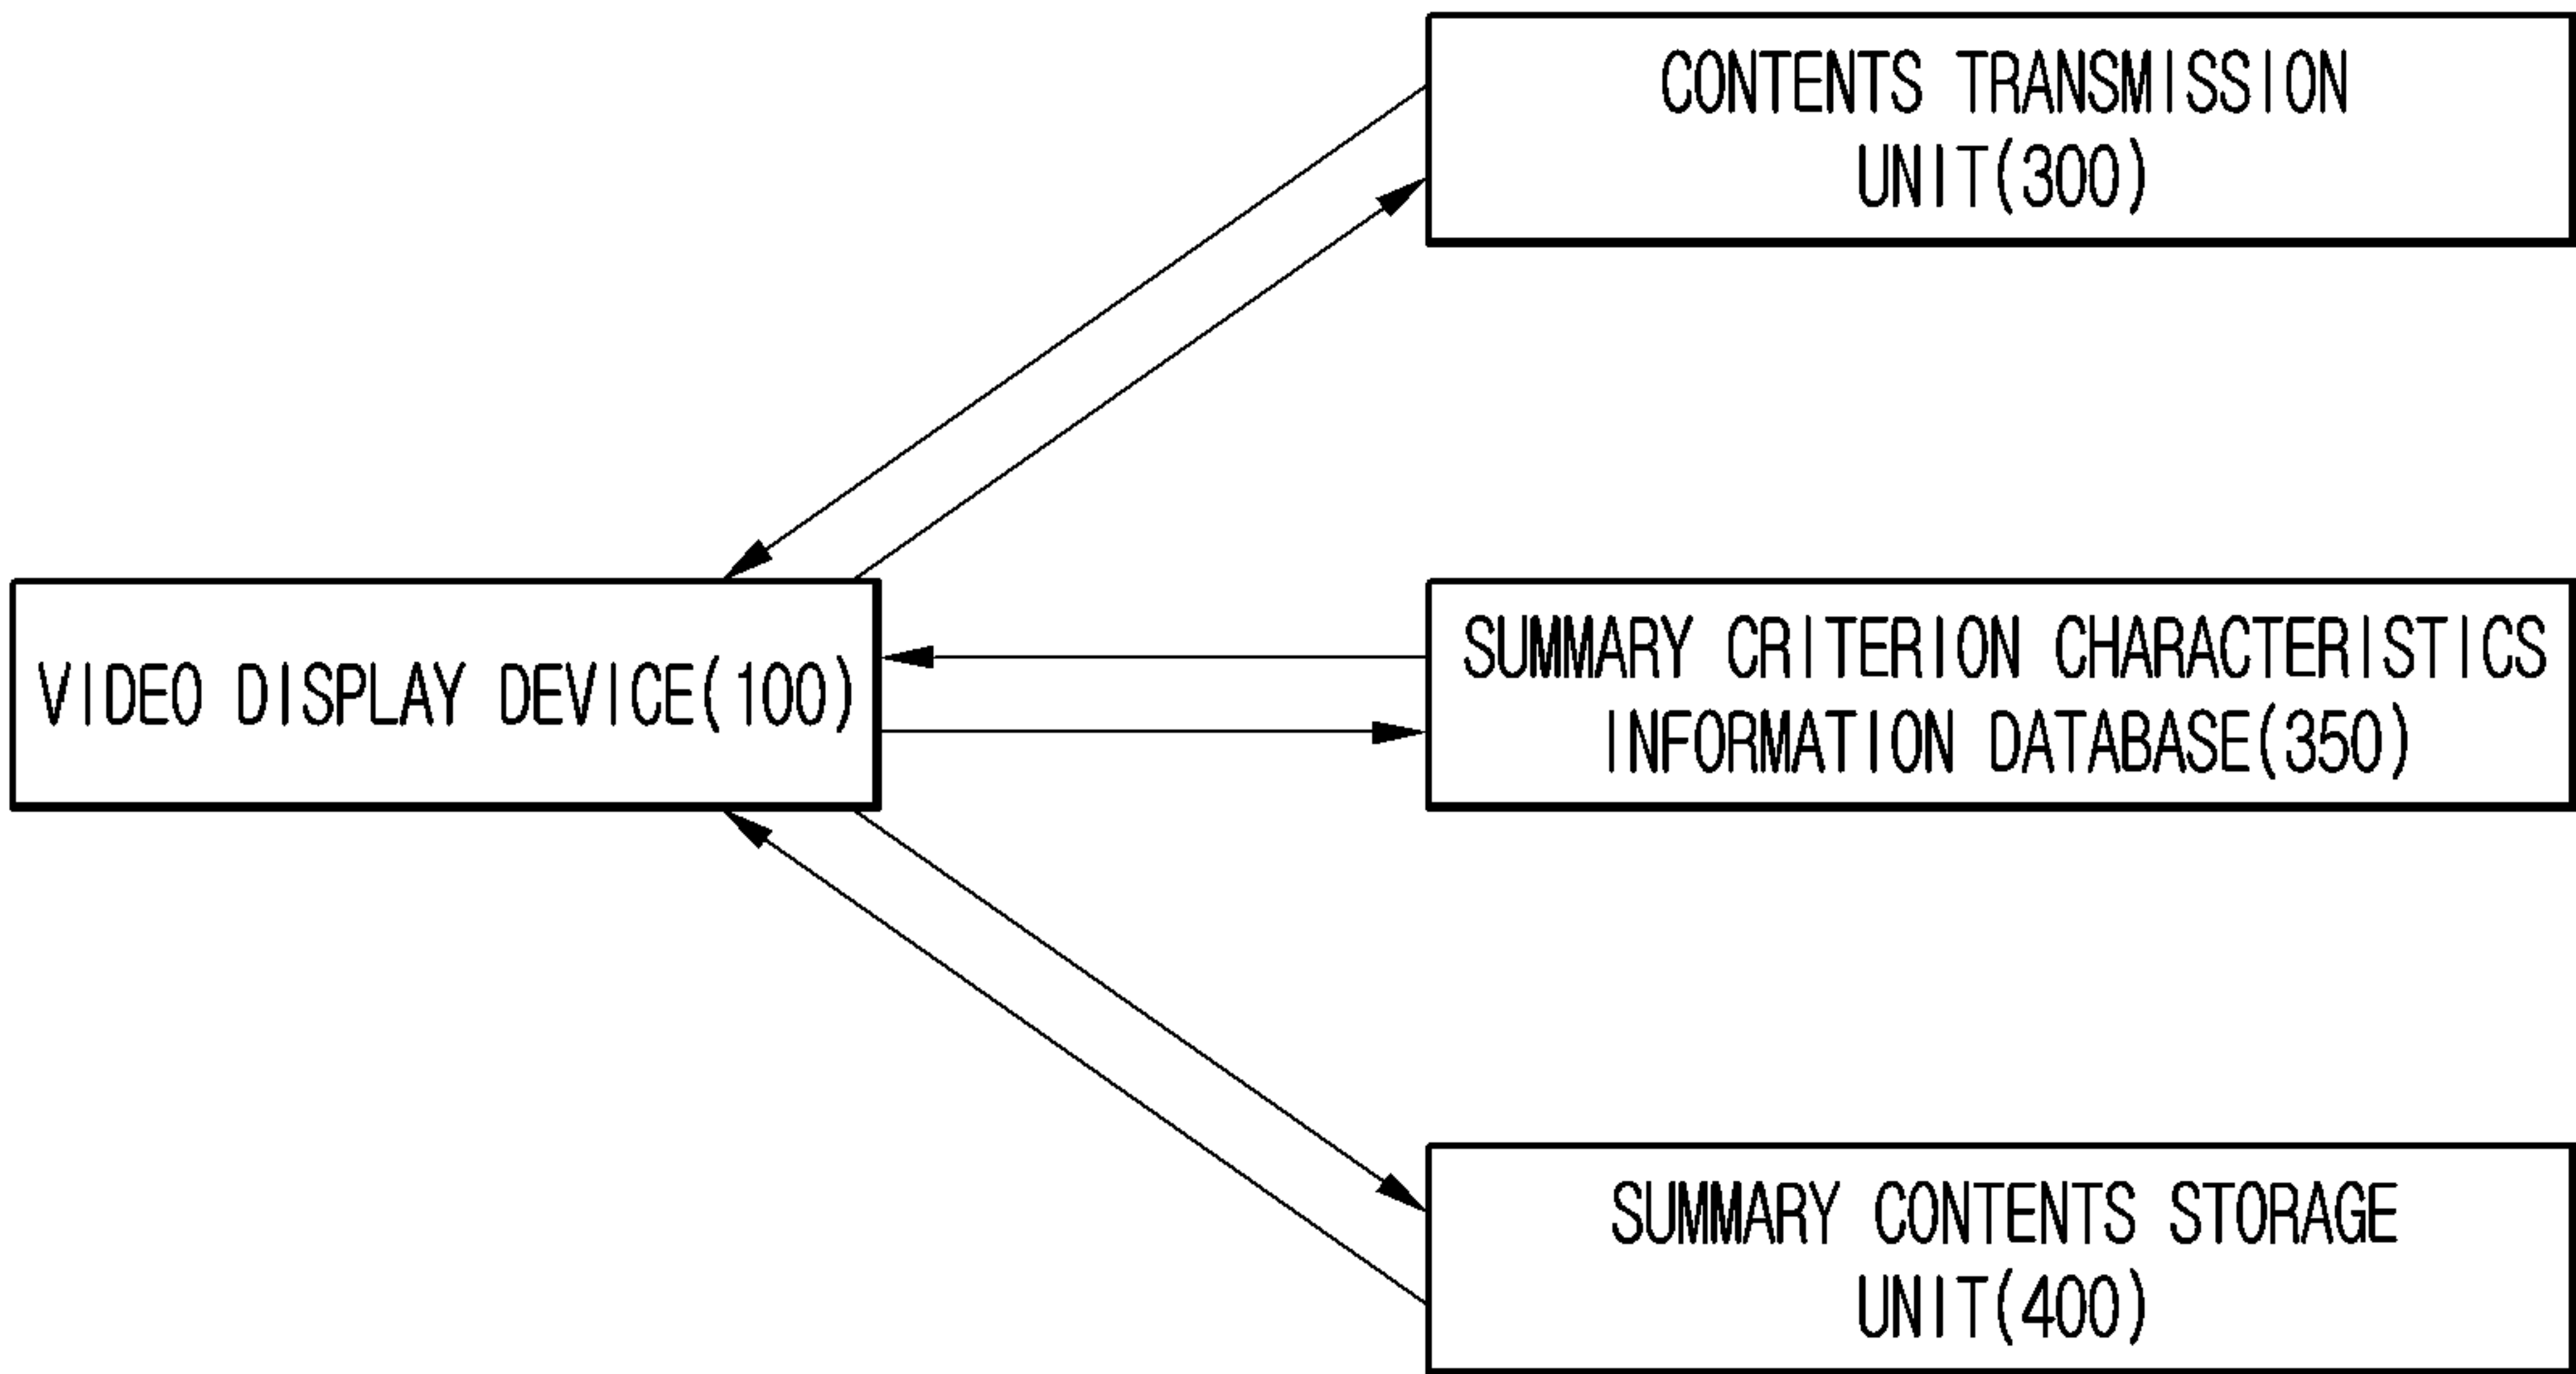 CONTENTS TRANSMISSION
UNIT(300)
VIDEO DISPLAY DEVICE(100)
SUMMARY CRITERION CHARACTERISTICS
INFORMATION DATABASE(350)
SUMMARY CONTENTS STORAGE
UNIT(400)